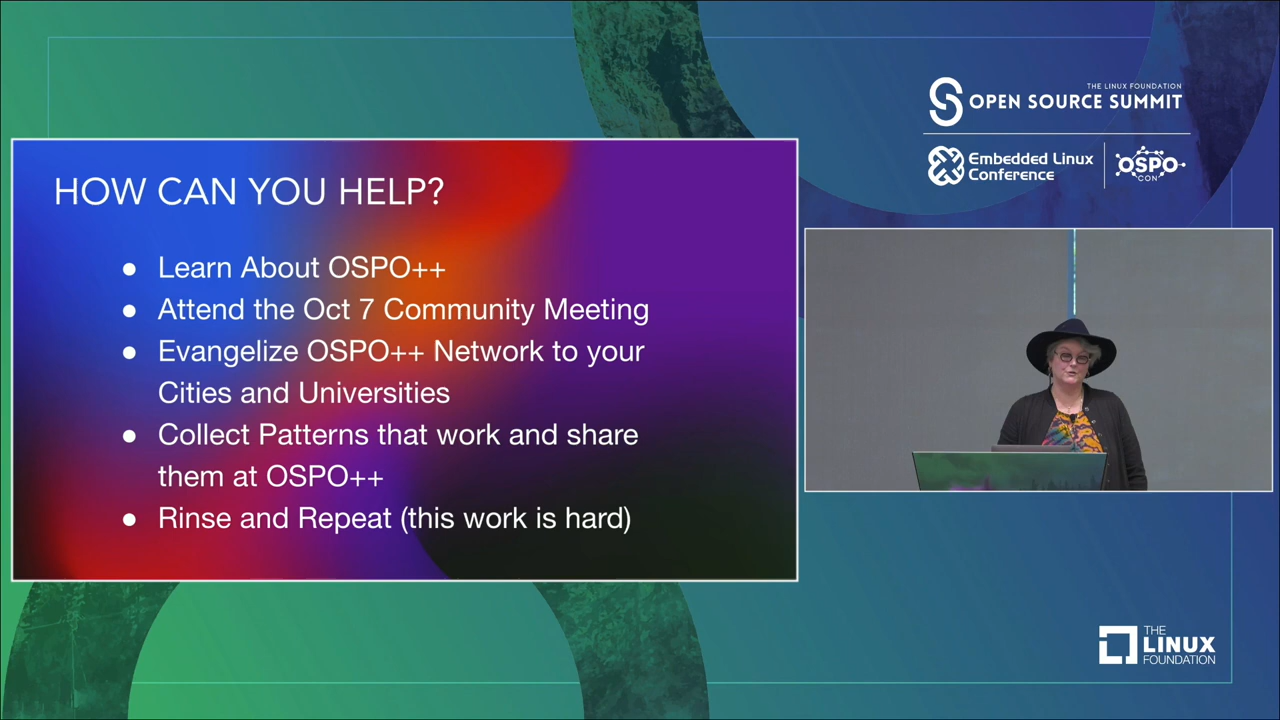 THE LINUX FOUNDATION
OPEN SOURCE SUMMIT
Embedded Linux
Conference
OSPO
CON
HOW CAN YOU HELP?
● Learn About OSPO++
● Attend the Oct 7 Community Meeting
● Evangelize OSPO++ Network to your
Cities and Universities
● Collect Patterns that work and share
them at OSPO++
● Rinse and Repeat (this work is hard)
THE
LINUX
FOUNDATION